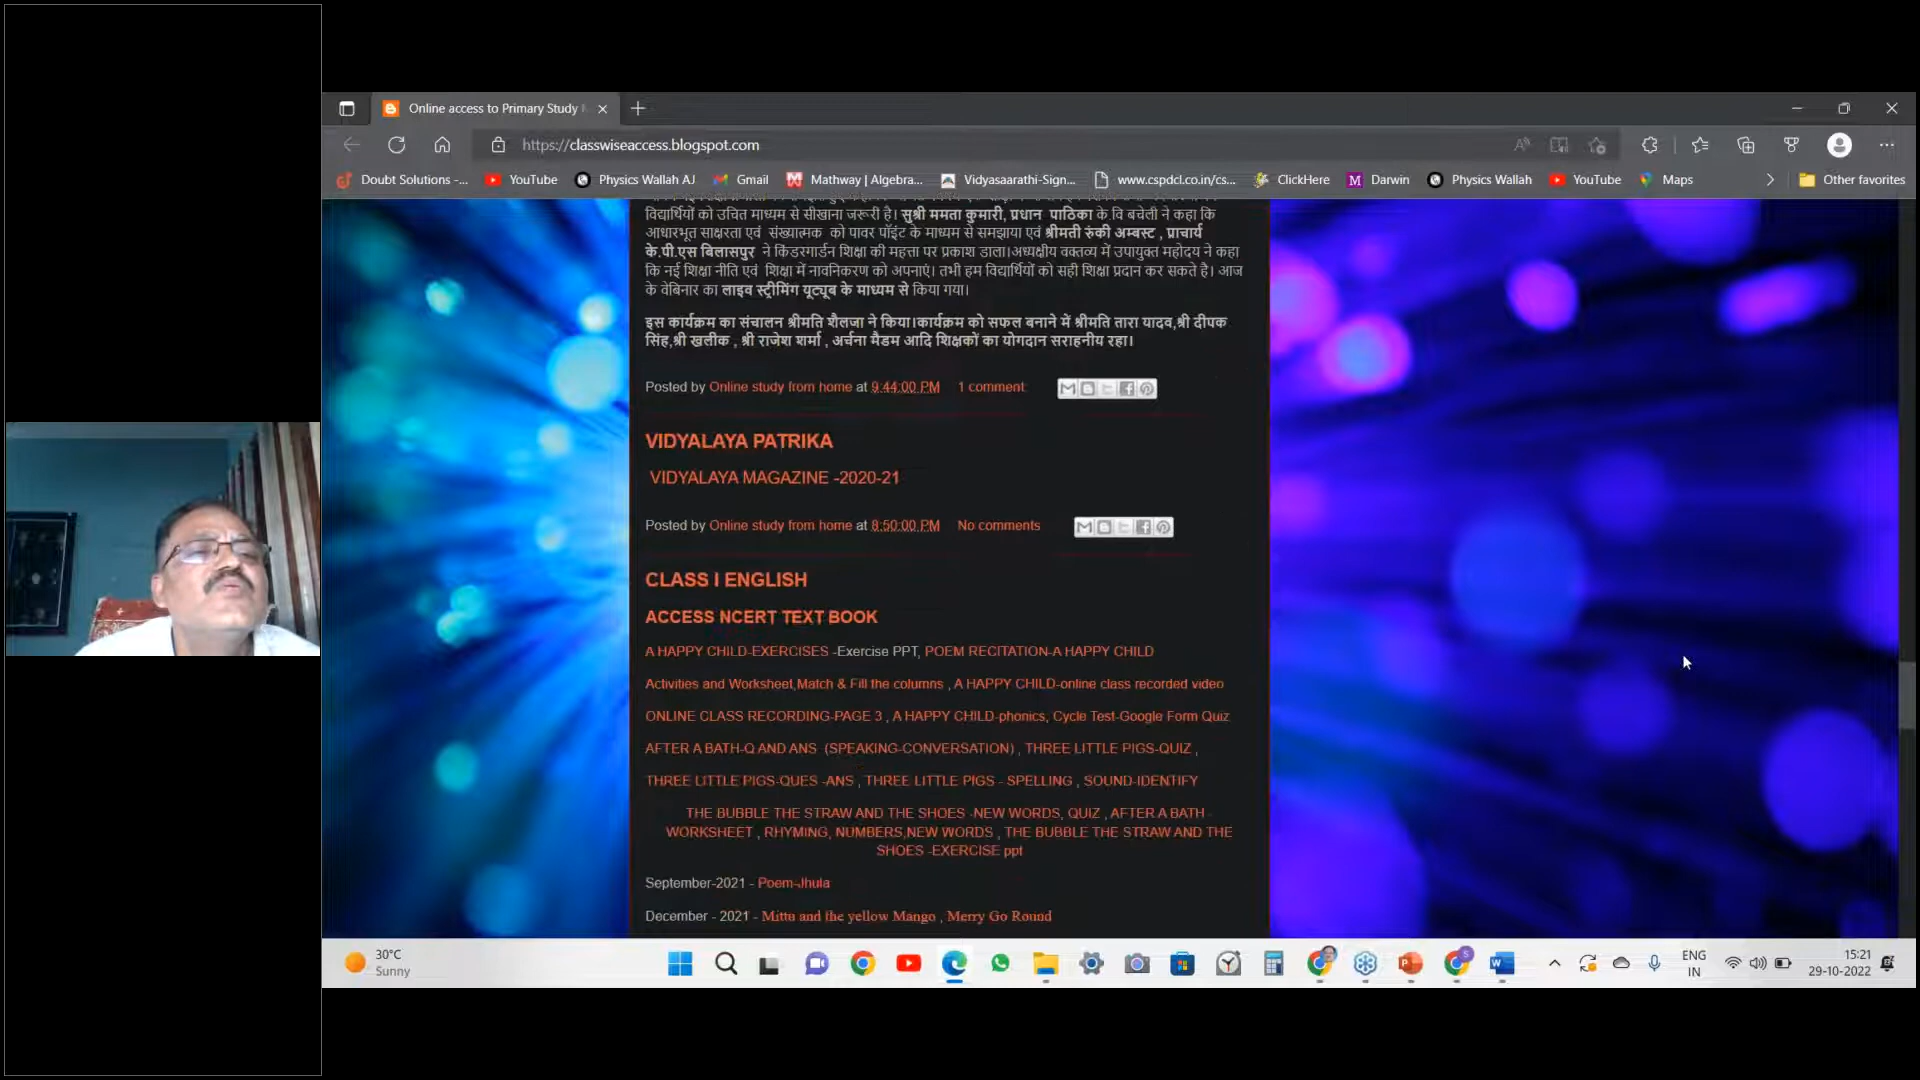 Online access to Primary Study
https://classwiseaccess.blogspot.com
Doubt Solutions -... YouTube Physics Wallah AJ Gmail Mathway | Algebra... Vidyasaarathi-Sign... www.cspdcl.co.in/cs... ClickHere Darwin Physics Wallah YouTube Maps Other favorites
विद्यार्थियों को उचित माध्यम से सीखाना जरूरी है। सुश्री ममता कुमारी, प्रधान पाठिका के.वि बचेली ने कहा कि
आधारभूत साक्षरता एवं संख्यात्मक को पावर पॉइंट के माध्यम से समझाया एवं श्रीमती रुंकी अम्बस्ट , प्राचार्य
के.पी.एस बिलासपुर ने किंडरगार्डन शिक्षा की महत्ता पर प्रकाश डाला।अध्यक्षीय वक्तव्य में उपायुक्त महोदय ने कहा
कि नई शिक्षा नीति एवं शिक्षा में नावनिकरण को अपनाएं। तभी हम विद्यार्थियों को सही शिक्षा प्रदान कर सकते है। आज
के वेबिनार का लाइव स्ट्रीमिंग यूट्यूब के माध्यम से किया गया।
इस कार्यक्रम का संचालन श्रीमति शैलजा ने किया।कार्यक्रम को सफल बनाने में श्रीमति तारा यादव,श्री दीपक
सिंह,श्री खलीक , श्री राजेश शर्मा , अर्चना मैडम आदि शिक्षकों का योगदान सराहनीय रहा।
Posted by Online study from home at 9:44:00 PM 1 comment
VIDYALAYA PATRIKA
VIDYALAYA MAGAZINE -2020-21
Posted by Online study from home at 8:50:00 PM No comments
CLASS I ENGLISH
ACCESS NCERT TEXT BOOK
A HAPPY CHILD-EXERCISES -Exercise PPT, POEM RECITATION-A HAPPY CHILD
Activities and Worksheet,Match & Fill the columns , A HAPPY CHILD-online class recorded video
ONLINE CLASS RECORDING-PAGE 3 , A HAPPY CHILD-phonics, Cycle Test-Google Form Quiz
AFTER A BATH-Q AND ANS (SPEAKING-CONVERSATION) , THREE LITTLE PIGS-QUIZ ,
THREE LITTLE PIGS-QUES -ANS , THREE LITTLE PIGS - SPELLING , SOUND-IDENTIFY
THE BUBBLE THE STRAW AND THE SHOES -NEW WORDS, QUIZ , AFTER A BATH
WORKSHEET , RHYMING, NUMBERS,NEW WORDS , THE BUBBLE THE STRAW AND THE
SHOES -EXERCISE ppt
September-2021 - Poem-Jhula
December - 2021 - Mittu and the yellow Mango , Merry Go Round
30°C
Sunny
ENG
IN
15:21
29-10-2022